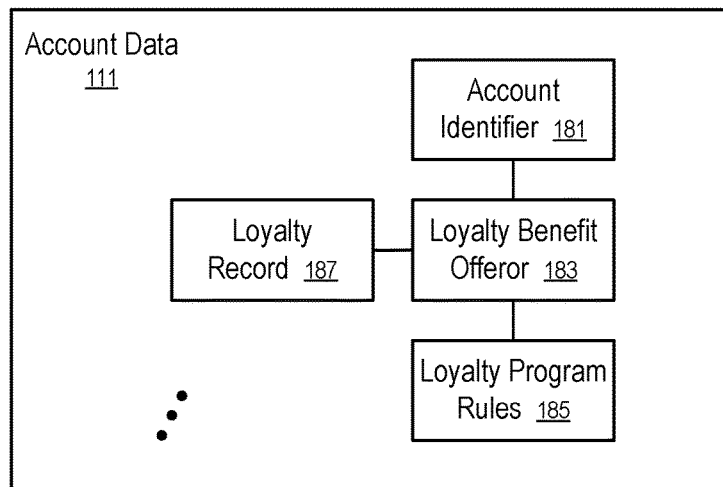 Account Data
111
Account
Identifier 181
Loyalty
Record 187
Loyalty Benefit
Offeror 183
Loyalty Program
Rules 185